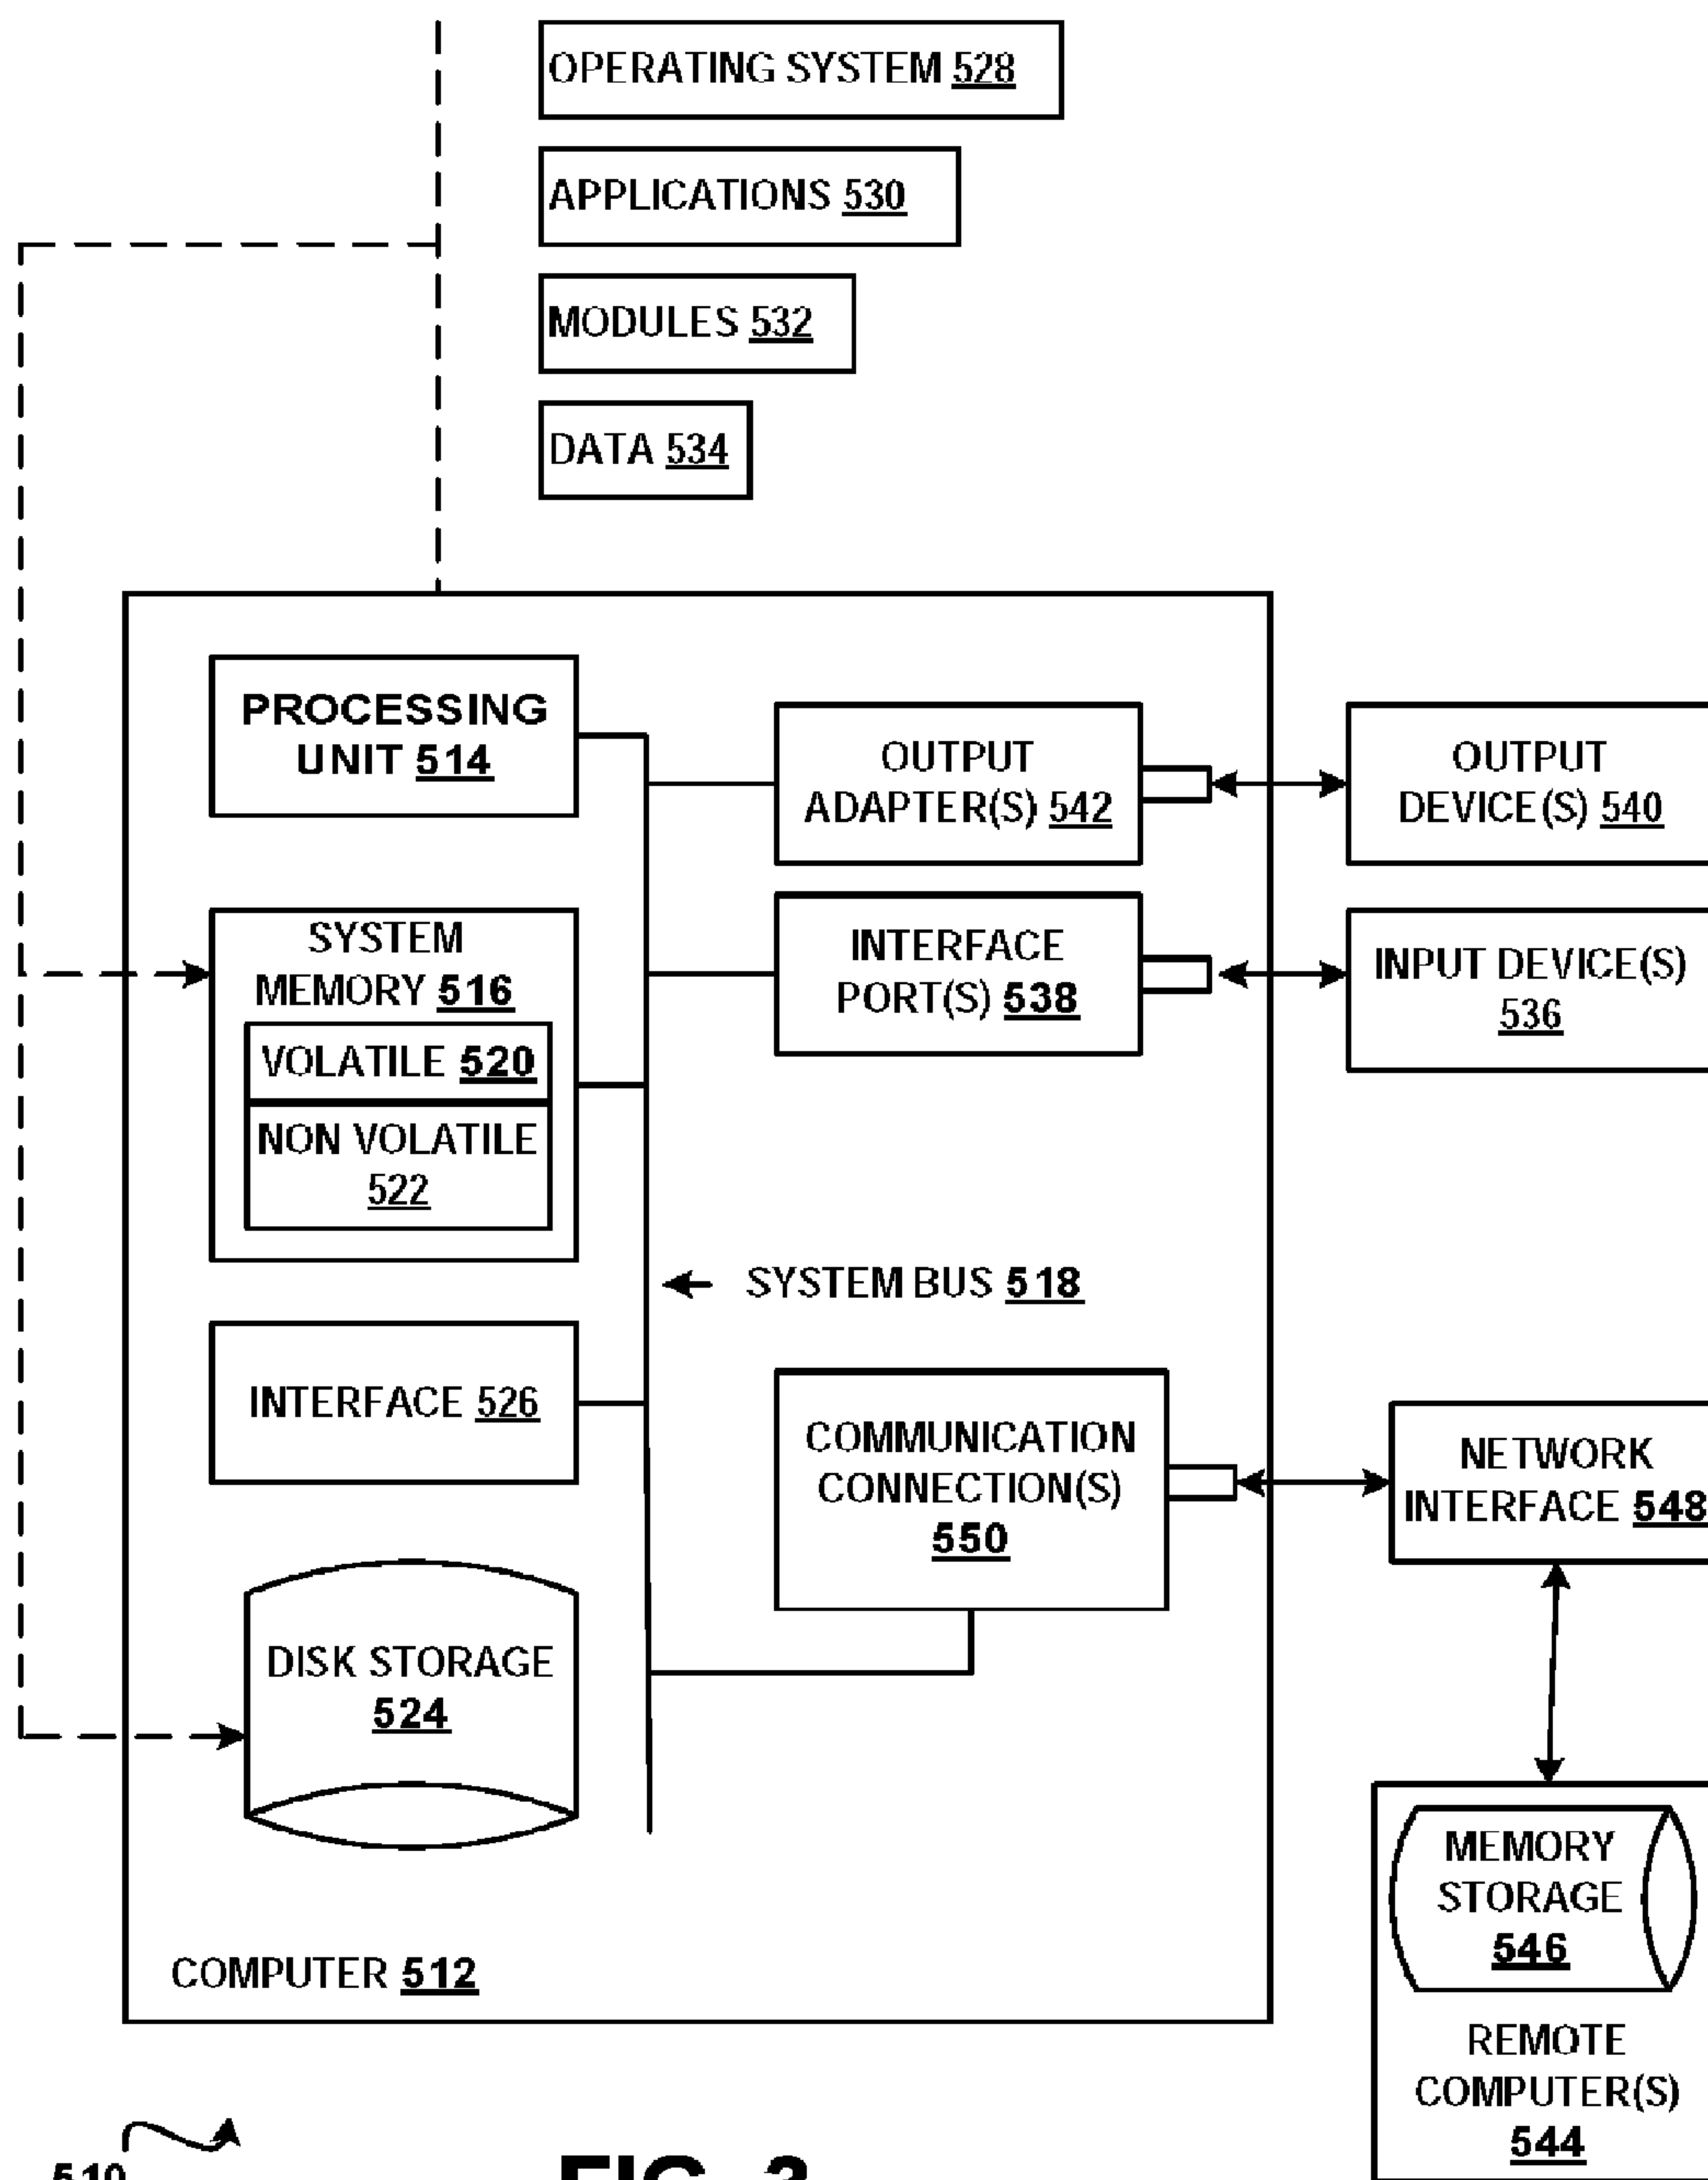 OPERATING SYSTEM 528
APPLICATIONS 530
MODULES 532
DATA 534
PROCESSING
UNIT 514
OUTPUT
ADAPTER(S) 542
OUTPUT
DEVICE(S) 540
SYSTEM
MEMORY 516
VOLATILE 520
NON VOLATILE
522
INTERFACE
PORT(S) 538
INPUT DEVICE(S)
536
SYSTEM BUS 518
INTERFACE 526
COMMUNICATION
CONNECTION(S)
550
NETWORK
INTERFACE 548
DISK STORAGE
524
MEMORY
STORAGE
546
REMOTE
COMPUTER(S)
544
COMPUTER 512
510
FIG. 3